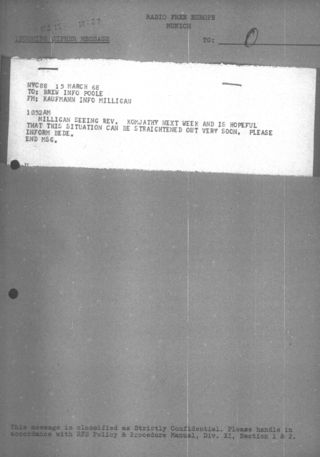 RADIO FREE EUROPE
MUNICH
CIPHER MESSAGE
TO:
NYC88 15 MARCH 68
TO: BREW INFO POOLE
FM: KAUFMANN INFO MILLIGAN
1050AM
MILLIGAN SEEING REV. KOMJATHY NEXT WEEK AND IS HOPEFUL
THAT THIS SITUATION CAN BE STRAIGHTENED OUT VERY SOON. PLEASE
INFORM BEDE.
END MSG.
This message is classified as Strictly Confidential. Please handle in
accordance with RFE Policy & Procedure Manual, Div. XI, Section 1 & 2.